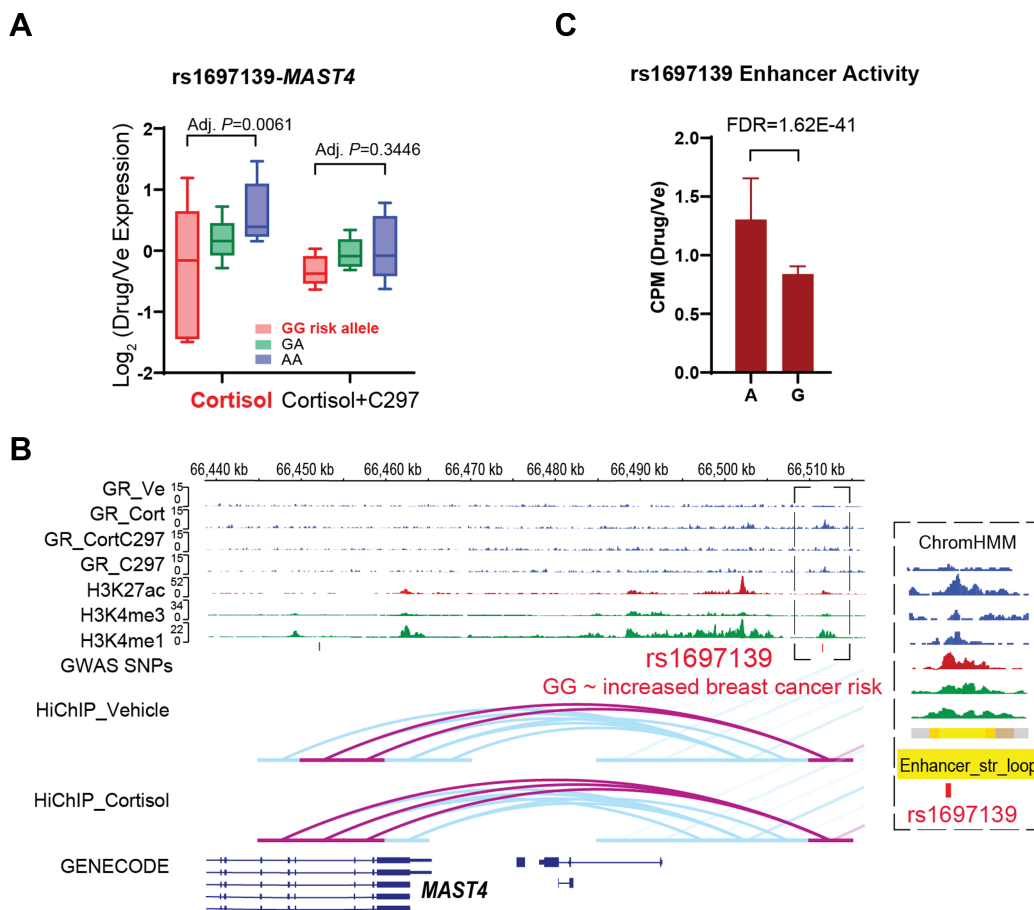 A
rs1697139-MAST4
Log2 (Drug/Ve Expression)
2
1
0
-1
-2
Adj. P=0.0061
Adj. P=0.3446
GG risk allele
GA
AA
Cortisol
Cortisol+C297
C
rs1697139 Enhancer Activity
FDR=1.62E-41
CPM (Drug/Ve)
2.0
1.5
1.0
0.5
0.0
A
G
B
66,440 kb 66,450 kb 66,460 kb 66,470 kb 66,480 kb 66,490 kb 66,500 kb 66,510 kb
GR_Ve 15 0
GR_Cort 15 0
GR_CortC297 15 0
GR_C297 15 0
H3K27ac 52 0
H3K4me3 34 0
H3K4me1 22 0
GWAS SNPs
rs1697139
GG ~ increased breast cancer risk
HiChIP_Vehicle
HiChIP_Cortisol
GENECODE
MAST4
ChromHMM
Enhancer_str_loop
rs1697139